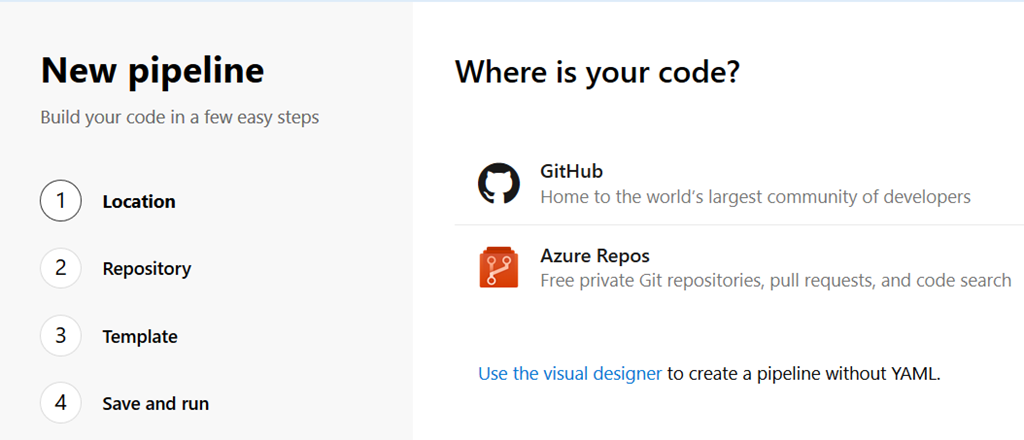 New pipeline
Build your code in a few easy steps
1 Location
2 Repository
3 Template
4 Save and run
Where is your code?
GitHub
Home to the world's largest community of developers
Azure Repos
Free private Git repositories, pull requests, and code search
Use the visual designer to create a pipeline without YAML.